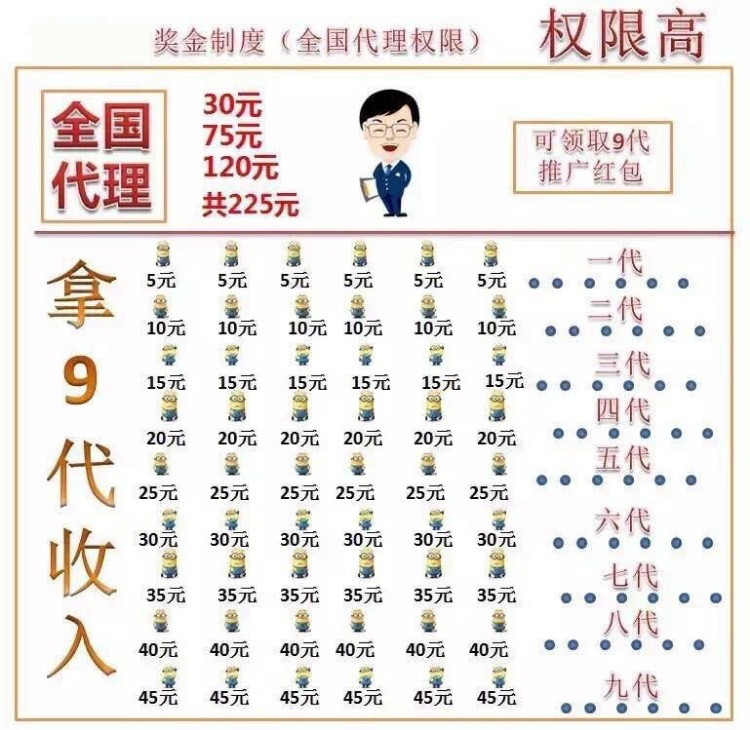 奖金制度（全国代理权限）
权限高
全国
代理
30元
75元
120元
共225元
可领取9代
推广红包
拿9代收入
5元 5元 5元 5元 5元 5元 一代
10元 10元 10元 10元 10元 10元 二代
15元 15元 15元 15元 15元 15元 三代
20元 20元 20元 20元 20元 20元 四代
25元 25元 25元 25元 25元 25元 五代
30元 30元 30元 30元 30元 30元 六代
35元 35元 35元 35元 35元 35元 七代
40元 40元 40元 40元 40元 40元 八代
45元 45元 45元 45元 45元 45元 九代